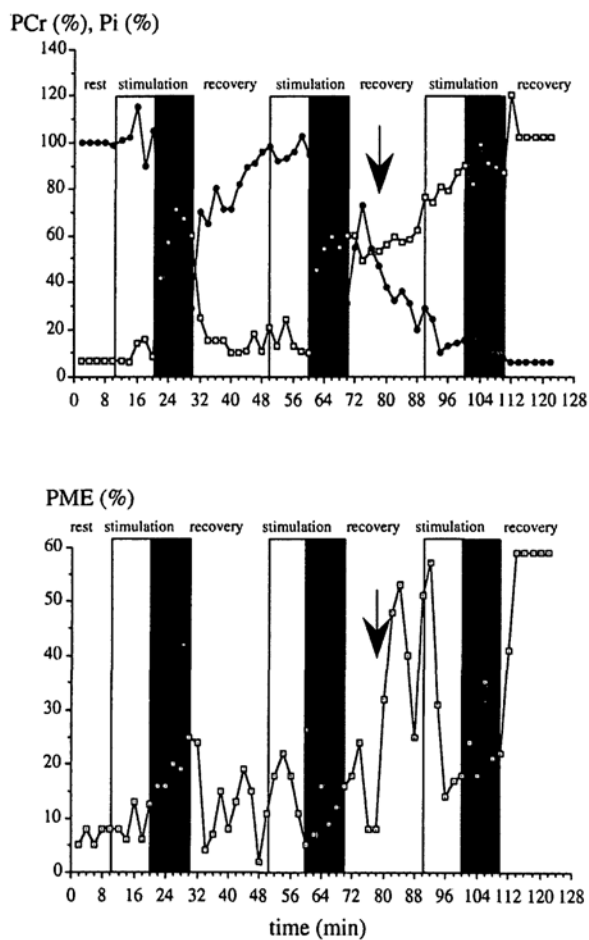 PCr (%), Pi (%)
140
rest stimulation recovery stimulation recovery stimulation recovery
120
100
80
60
40
20
0
0 8 16 24 32 40 48 56 64 72 80 88 96 104 112 120 128
PME (%)
rest stimulation recovery stimulation recovery stimulation recovery
60
50
40
30
20
10
0
0 8 16 24 32 40 48 56 64 72 80 88 96 104 112 120 128
time (min)